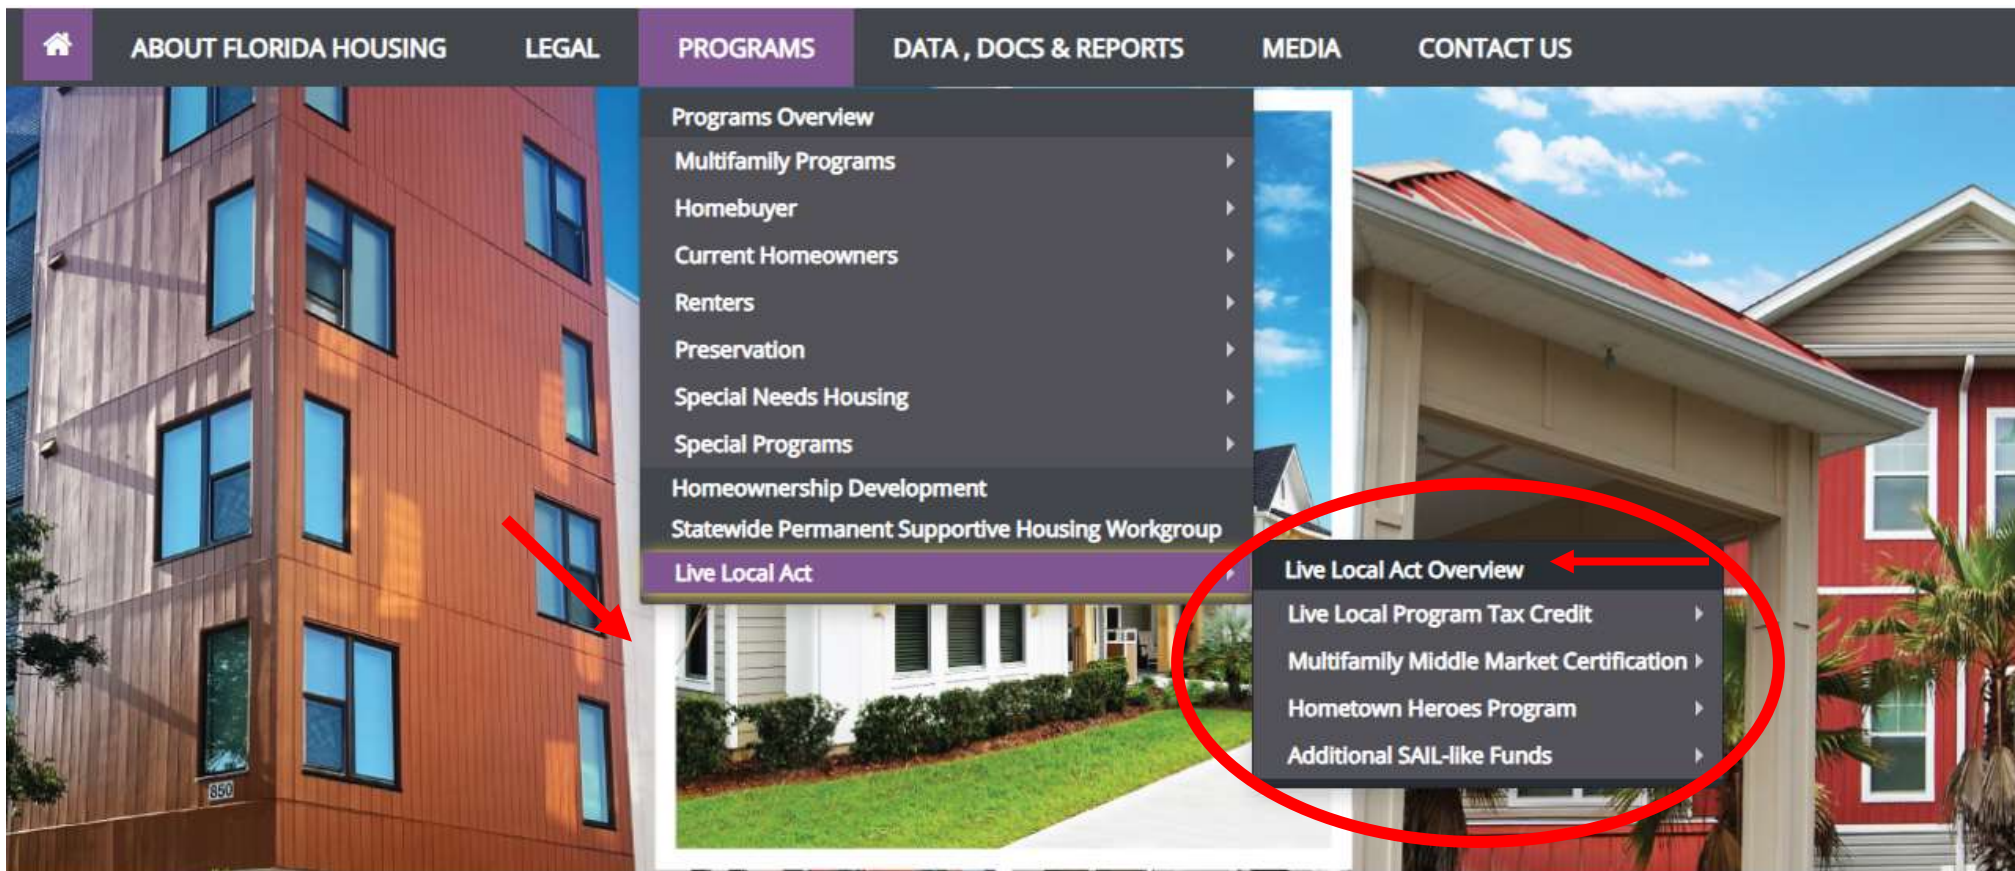 ABOUT FLORIDA HOUSING LEGAL PROGRAMS DATA , DOCS & REPORTS MEDIA CONTACT US
Programs Overview
Multifamily Programs
Homebuyer
Current Homeowners
Renters
Preservation
Special Needs Housing
Special Programs
Homeownership Development
Statewide Permanent Supportive Housing Workgroup
Live Local Act
Live Local Act Overview
Live Local Program Tax Credit
Multifamily Middle Market Certification
Hometown Heroes Program
Additional SAIL-like Funds
850